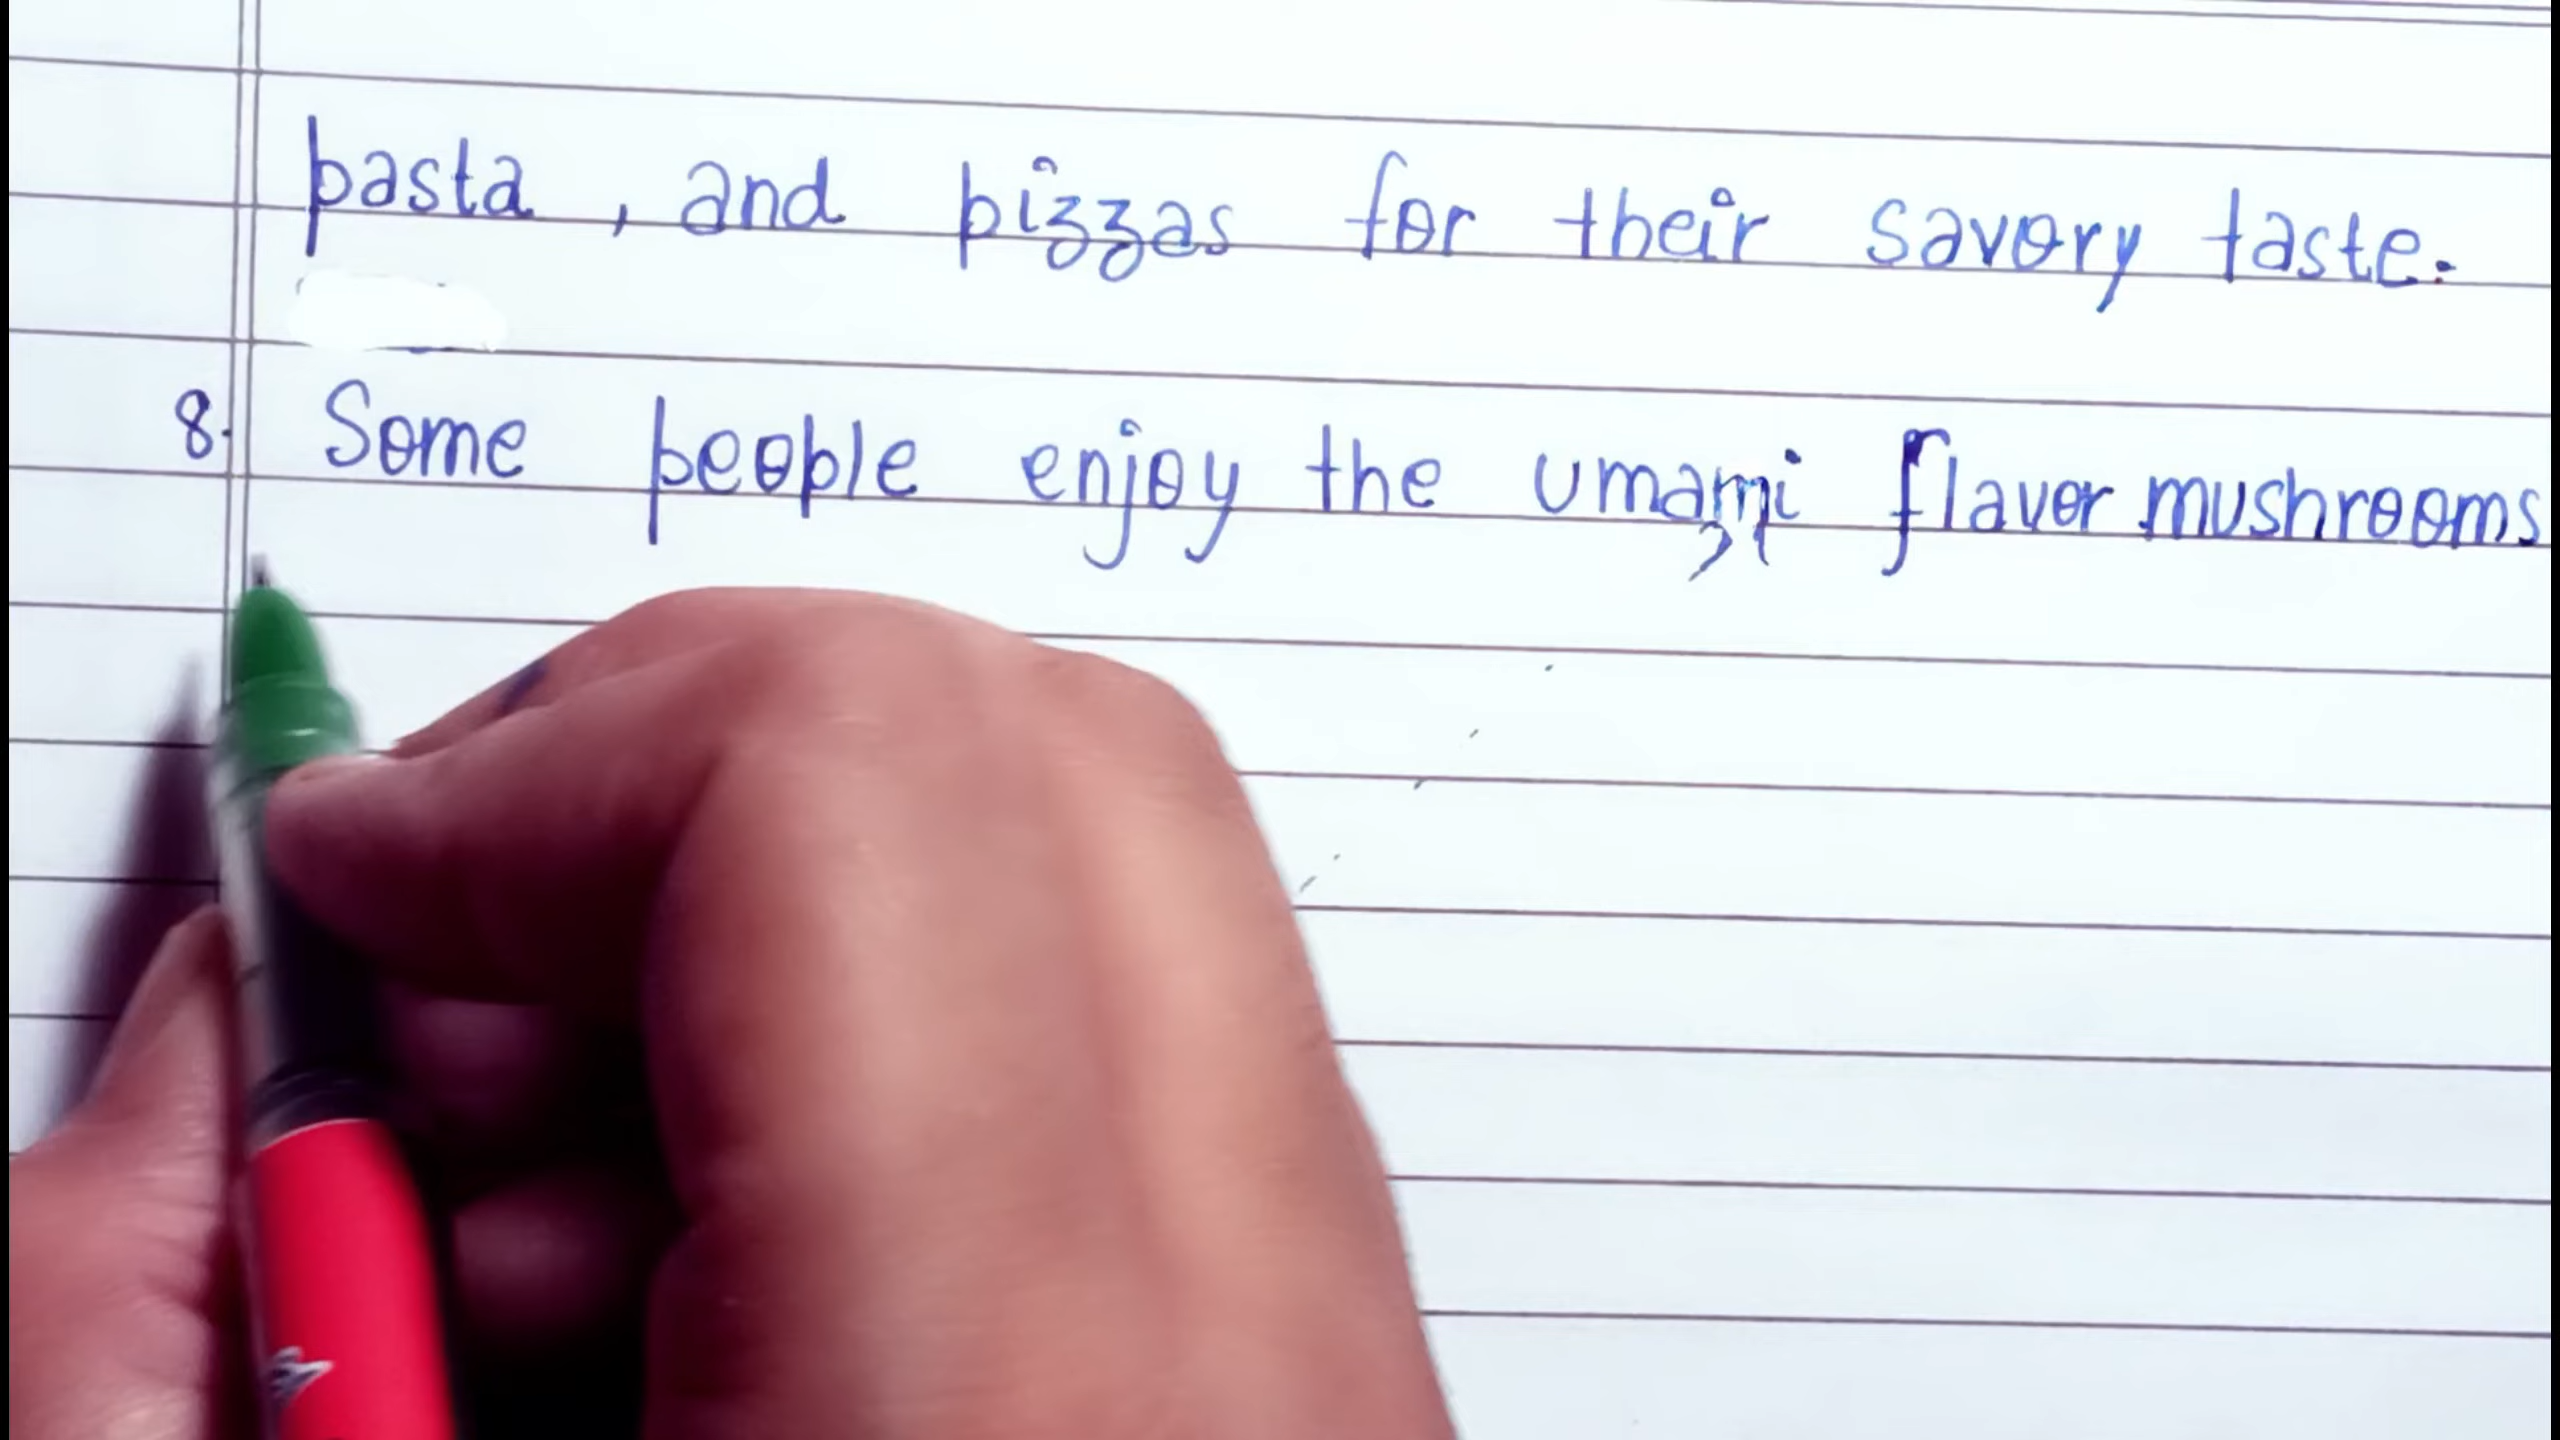 pasta, and pizzas for their savory taste.
8. Some people enjoy the umami flavor mushrooms